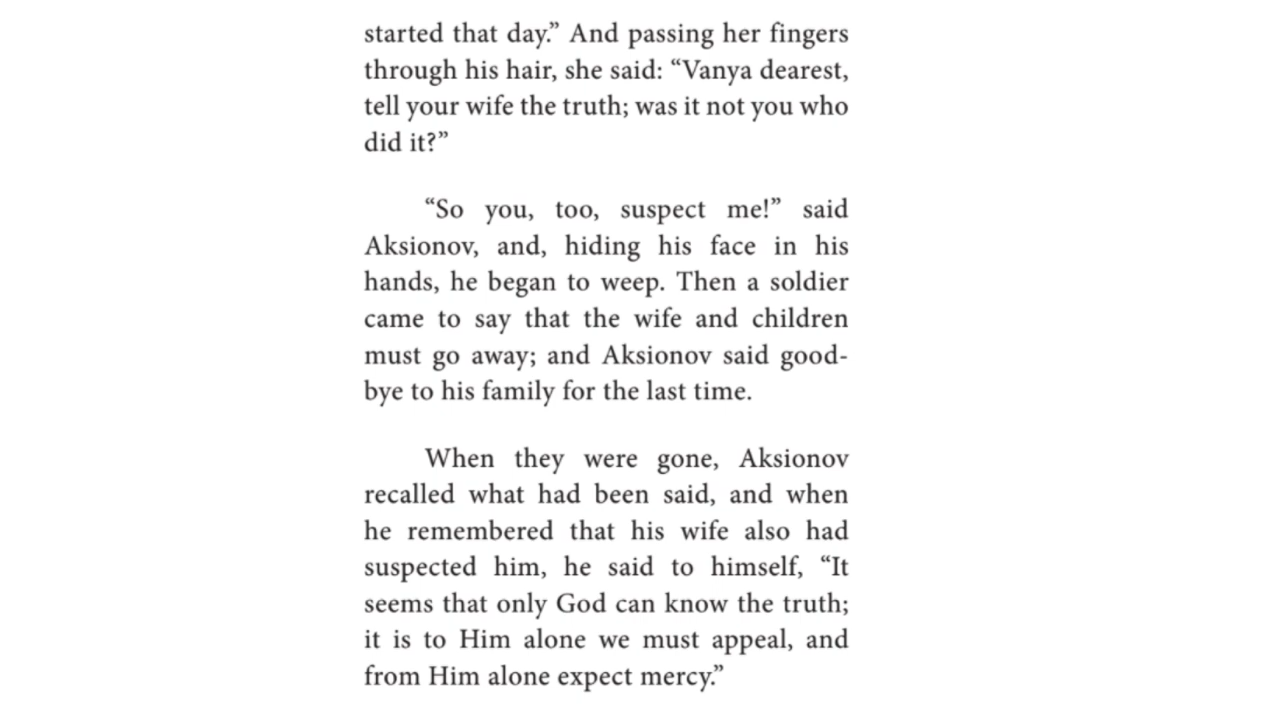 started that day.” And passing her fingers
through his hair, she said: “Vanya dearest,
tell your wife the truth; was it not you who
did it?”
“So you, too, suspect me!” said
Aksionov, and, hiding his face in his
hands, he began to weep. Then a soldier
came to say that the wife and children
must go away; and Aksionov said good-
bye to his family for the last time.
When they were gone, Aksionov
recalled what had been said, and when
he remembered that his wife also had
suspected him, he said to himself, “It
seems that only God can know the truth;
it is to Him alone we must appeal, and
from Him alone expect mercy.”